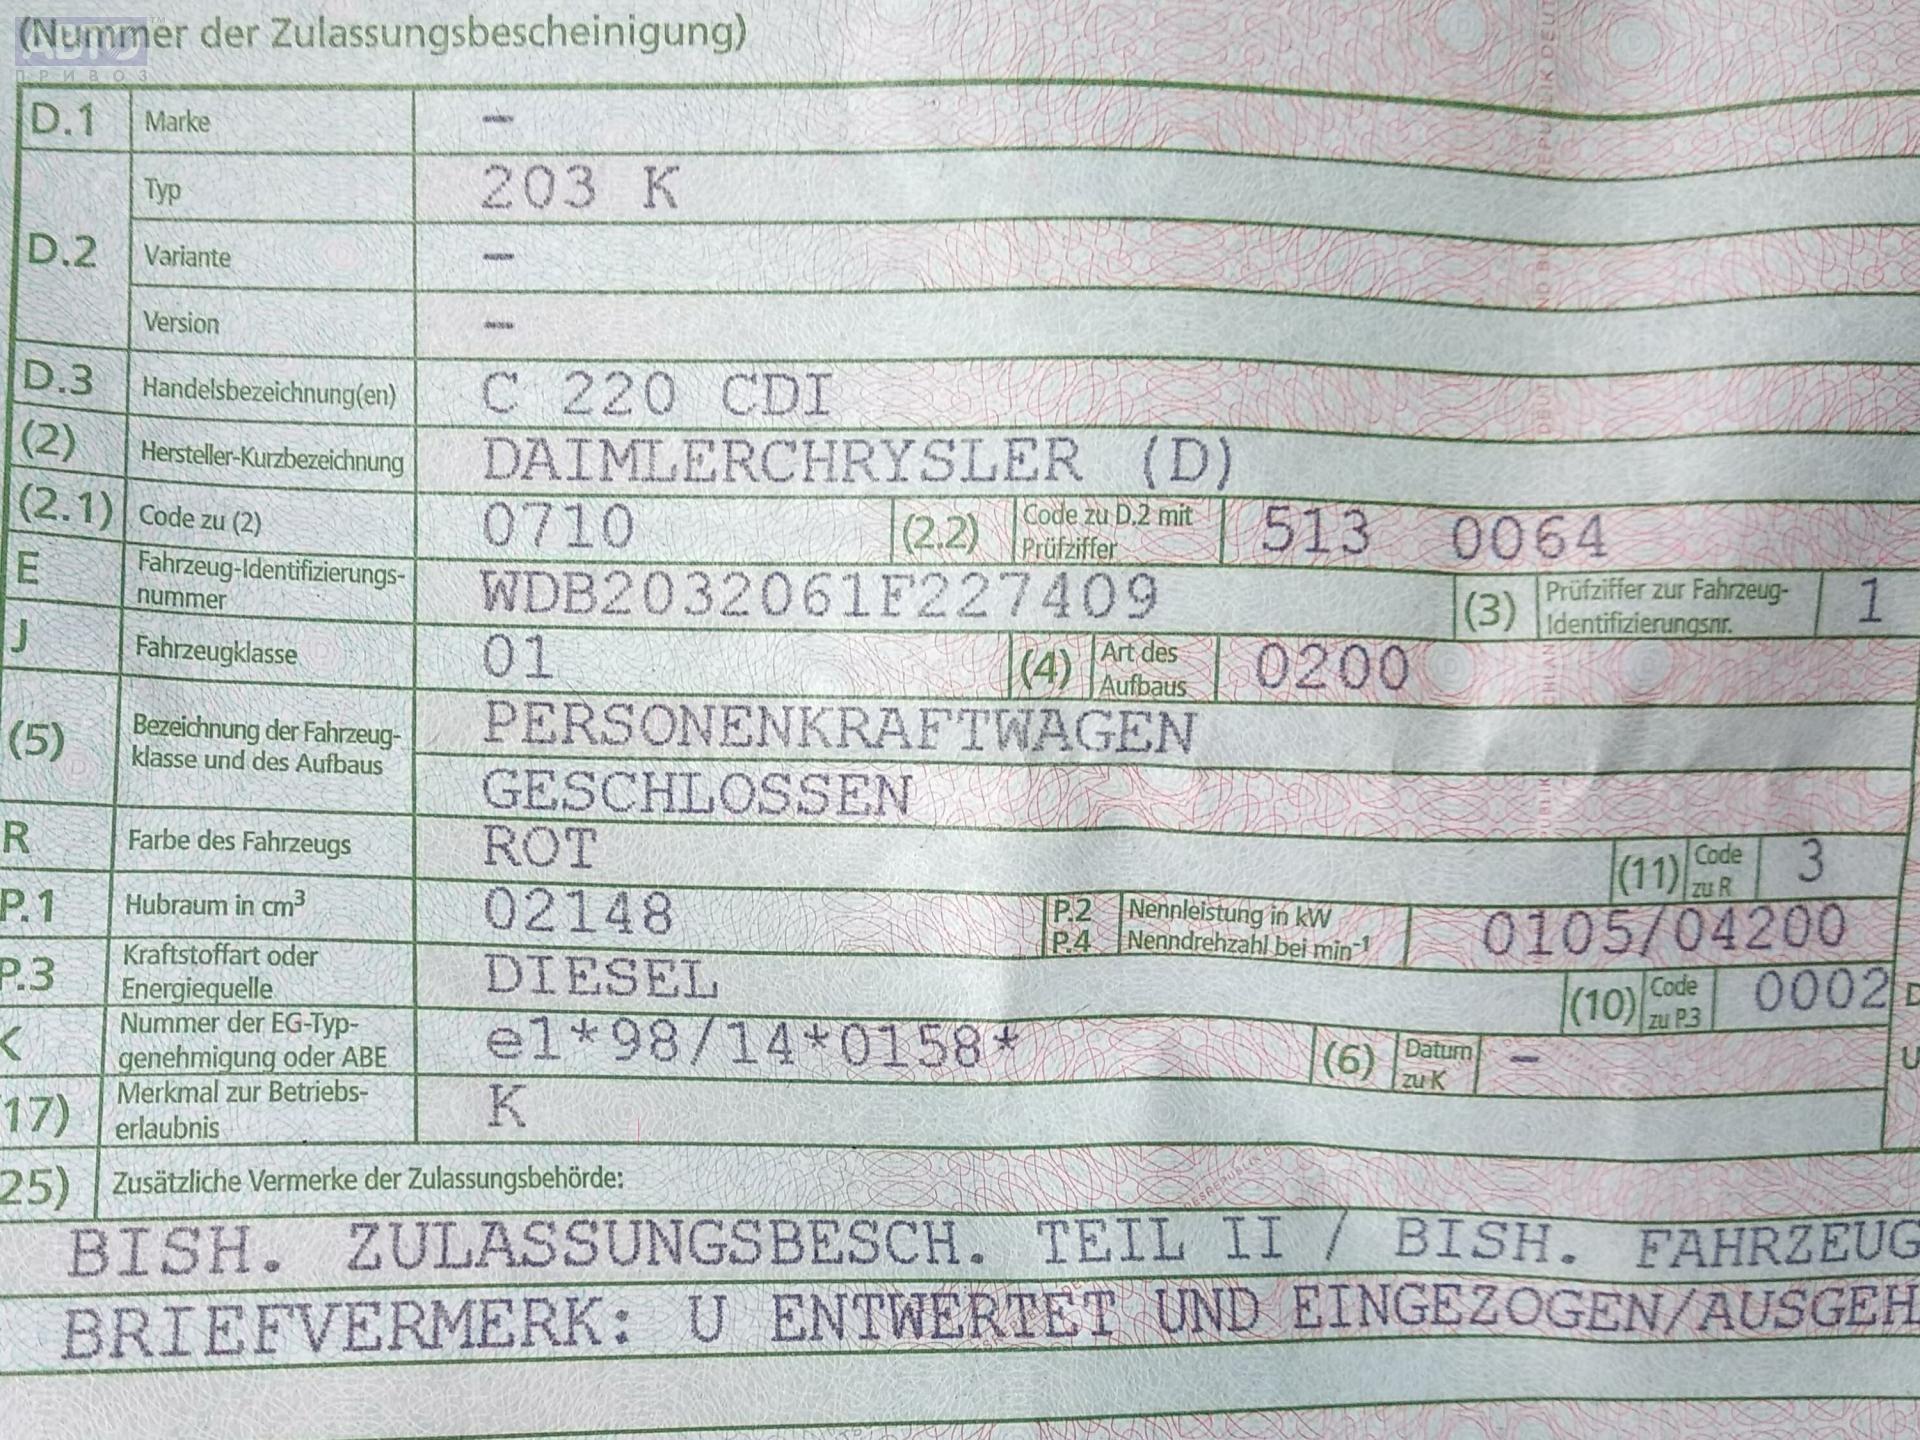 АВТО
ПРИВОЗ
(Nummer der Zulassungsbescheinigung)
D.1 Marke –
D.2 Typ 203 K
Variante –
Version –
D.3 Handelsbezeichnung(en) C 220 CDI
(2) Hersteller-Kurzbezeichnung DAIMLERCHRYSLER (D)
(2.1) Code zu (2) 0710 (2.2) Code zu D.2 mit Prüfziffer 513 0064
E Fahrzeug-Identifizierungs-
nummer WDB2032061F227409 (3) Prüfziffer zur Fahrzeug-
Identifizierungsnr. 1
J Fahrzeugklasse 01 (4) Art des Aufbaus 0200
(5) Bezeichnung der Fahrzeug-
klasse und des Aufbaus PERSONENKRAFTWAGEN
GESCHLOSSEN
R Farbe des Fahrzeugs ROT (11) Code zu R 3
P.1 Hubraum in cm³ 02148 P.2 Nennleistung in kW
P.4 Nenndrehzahl bei min⁻¹ 0105/04200
P.3 Kraftstoffart oder
Energiequelle DIESEL (10) Code zu P.3 0002
K Nummer der EG-Typ-
genehmigung oder ABE e1*98/14*0158* (6) Datum zu K –
17) Merkmal zur Betriebs-
erlaubnis K
25) Zusätzliche Vermerke der Zulassungsbehörde:
BISH. ZULASSUNGSBESCH. TEIL II / BISH. FAHRZEUG
BRIEFVERMERK: U ENTWERTET UND EINGEZOGEN/AUSGEH